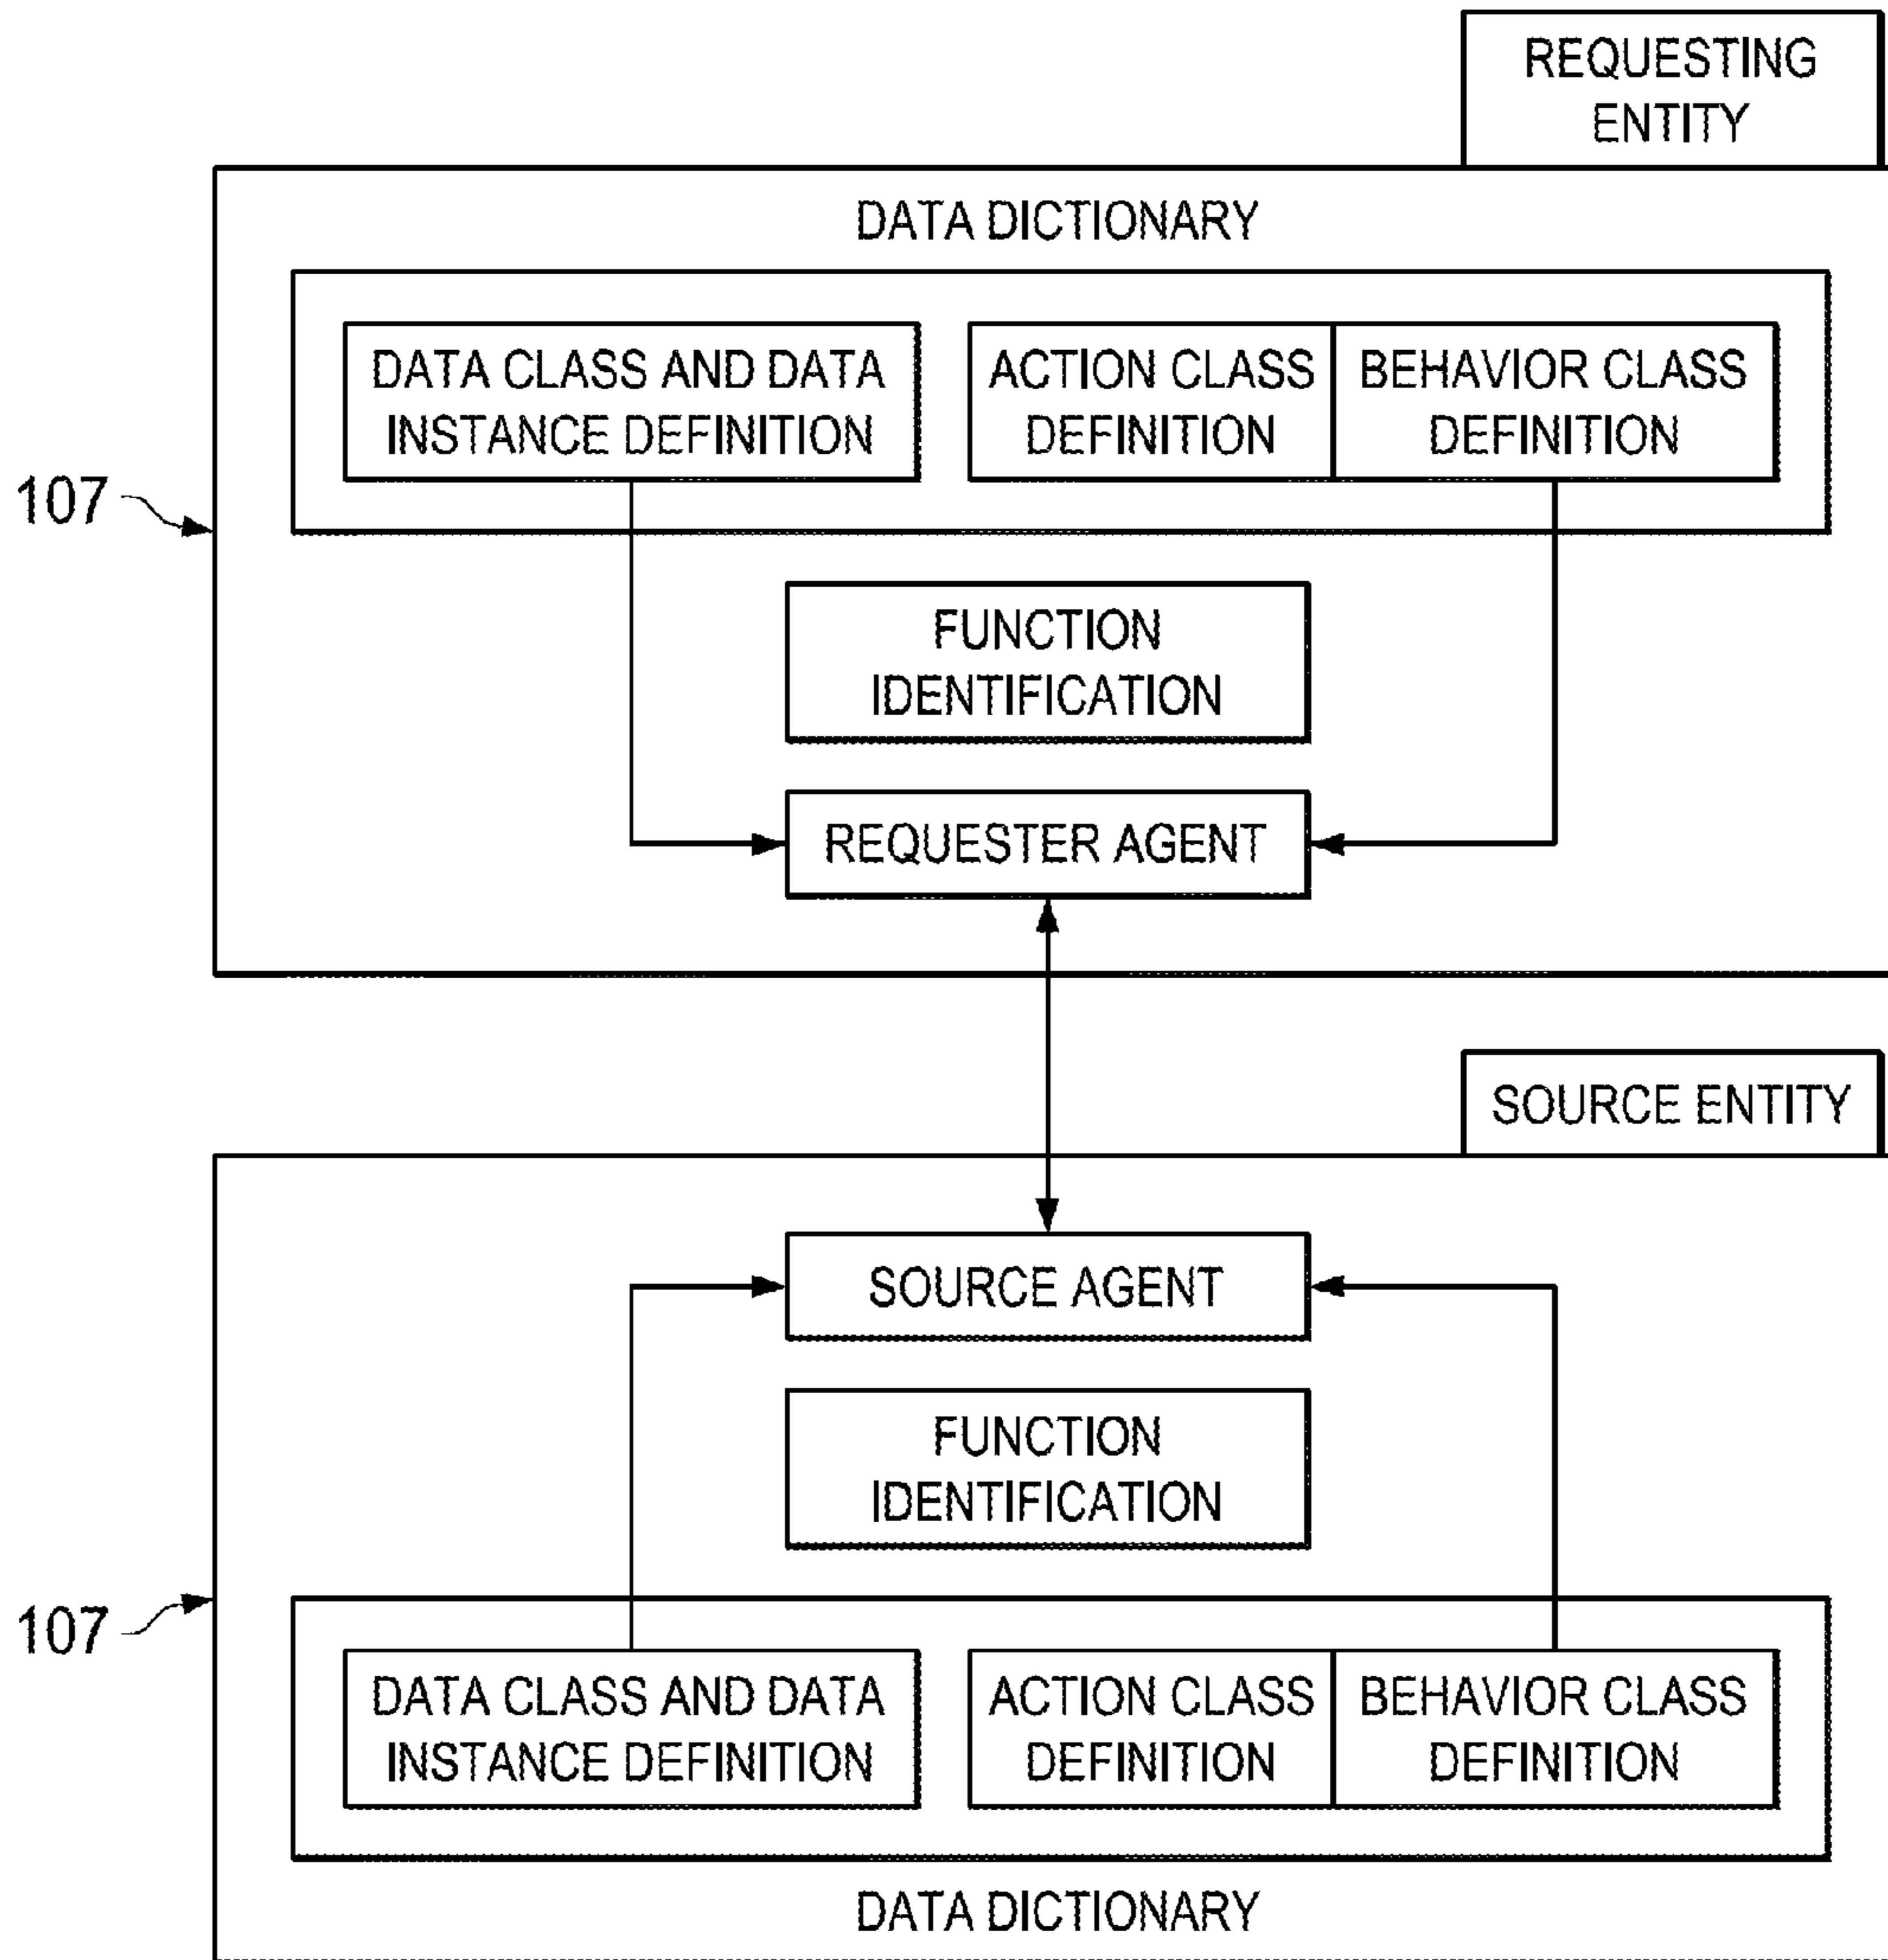 REQUESTING
ENTITY
DATA DICTIONARY
DATA CLASS AND DATA
INSTANCE DEFINITION
ACTION CLASS
DEFINITION
BEHAVIOR CLASS
DEFINITION
107
FUNCTION
IDENTIFICATION
REQUESTER AGENT
SOURCE ENTITY
SOURCE AGENT
FUNCTION
IDENTIFICATION
107
DATA CLASS AND DATA
INSTANCE DEFINITION
ACTION CLASS
DEFINITION
BEHAVIOR CLASS
DEFINITION
DATA DICTIONARY